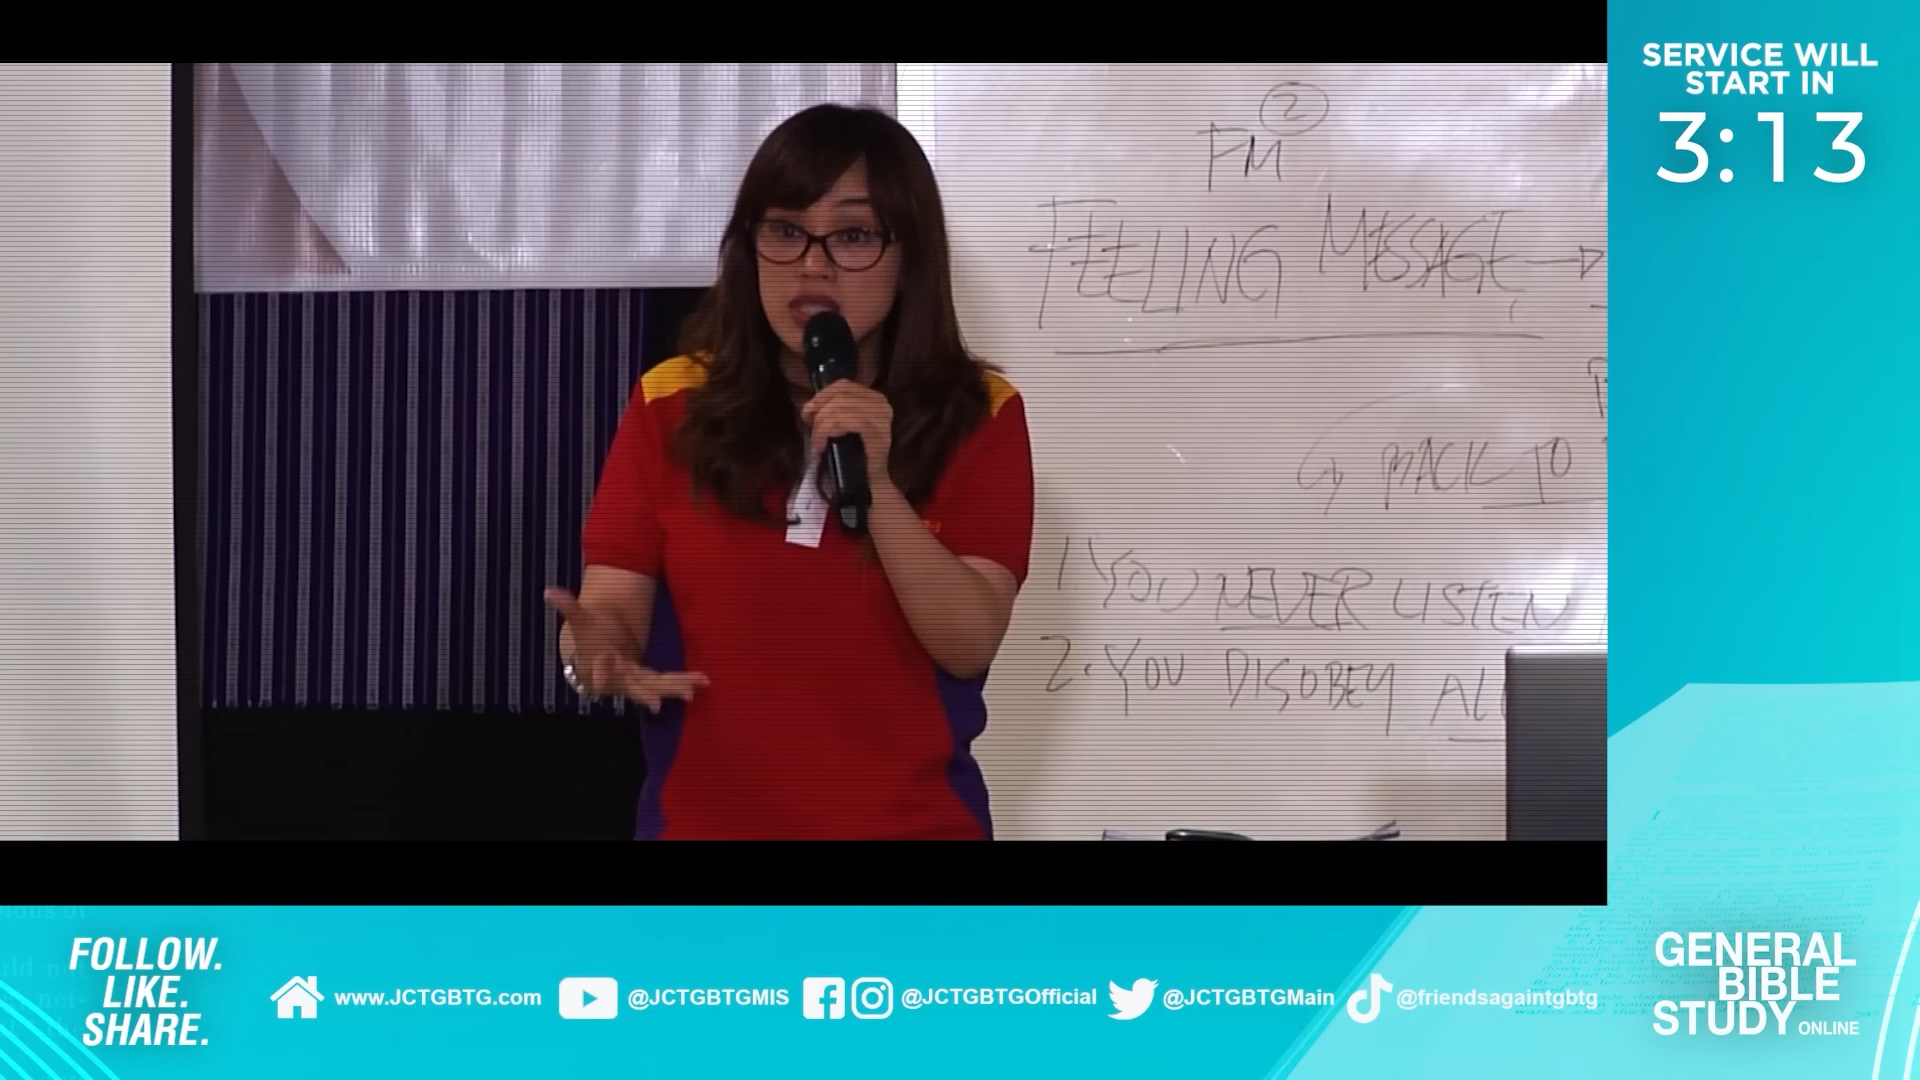 SERVICE WILL
START IN
3:13
2
FM
FEELING MESSAGE →
BACK TO
1. YOU NEVER LISTEN
2. YOU DISOBEY
FOLLOW.
LIKE.
SHARE.
www.JCTGBTG.com
@JCTGBTGMIS
@JCTGBTGOfficial
@JCTGBTGMain
@friendsagaintgbtg
GENERAL
BIBLE
STUDY ONLINE